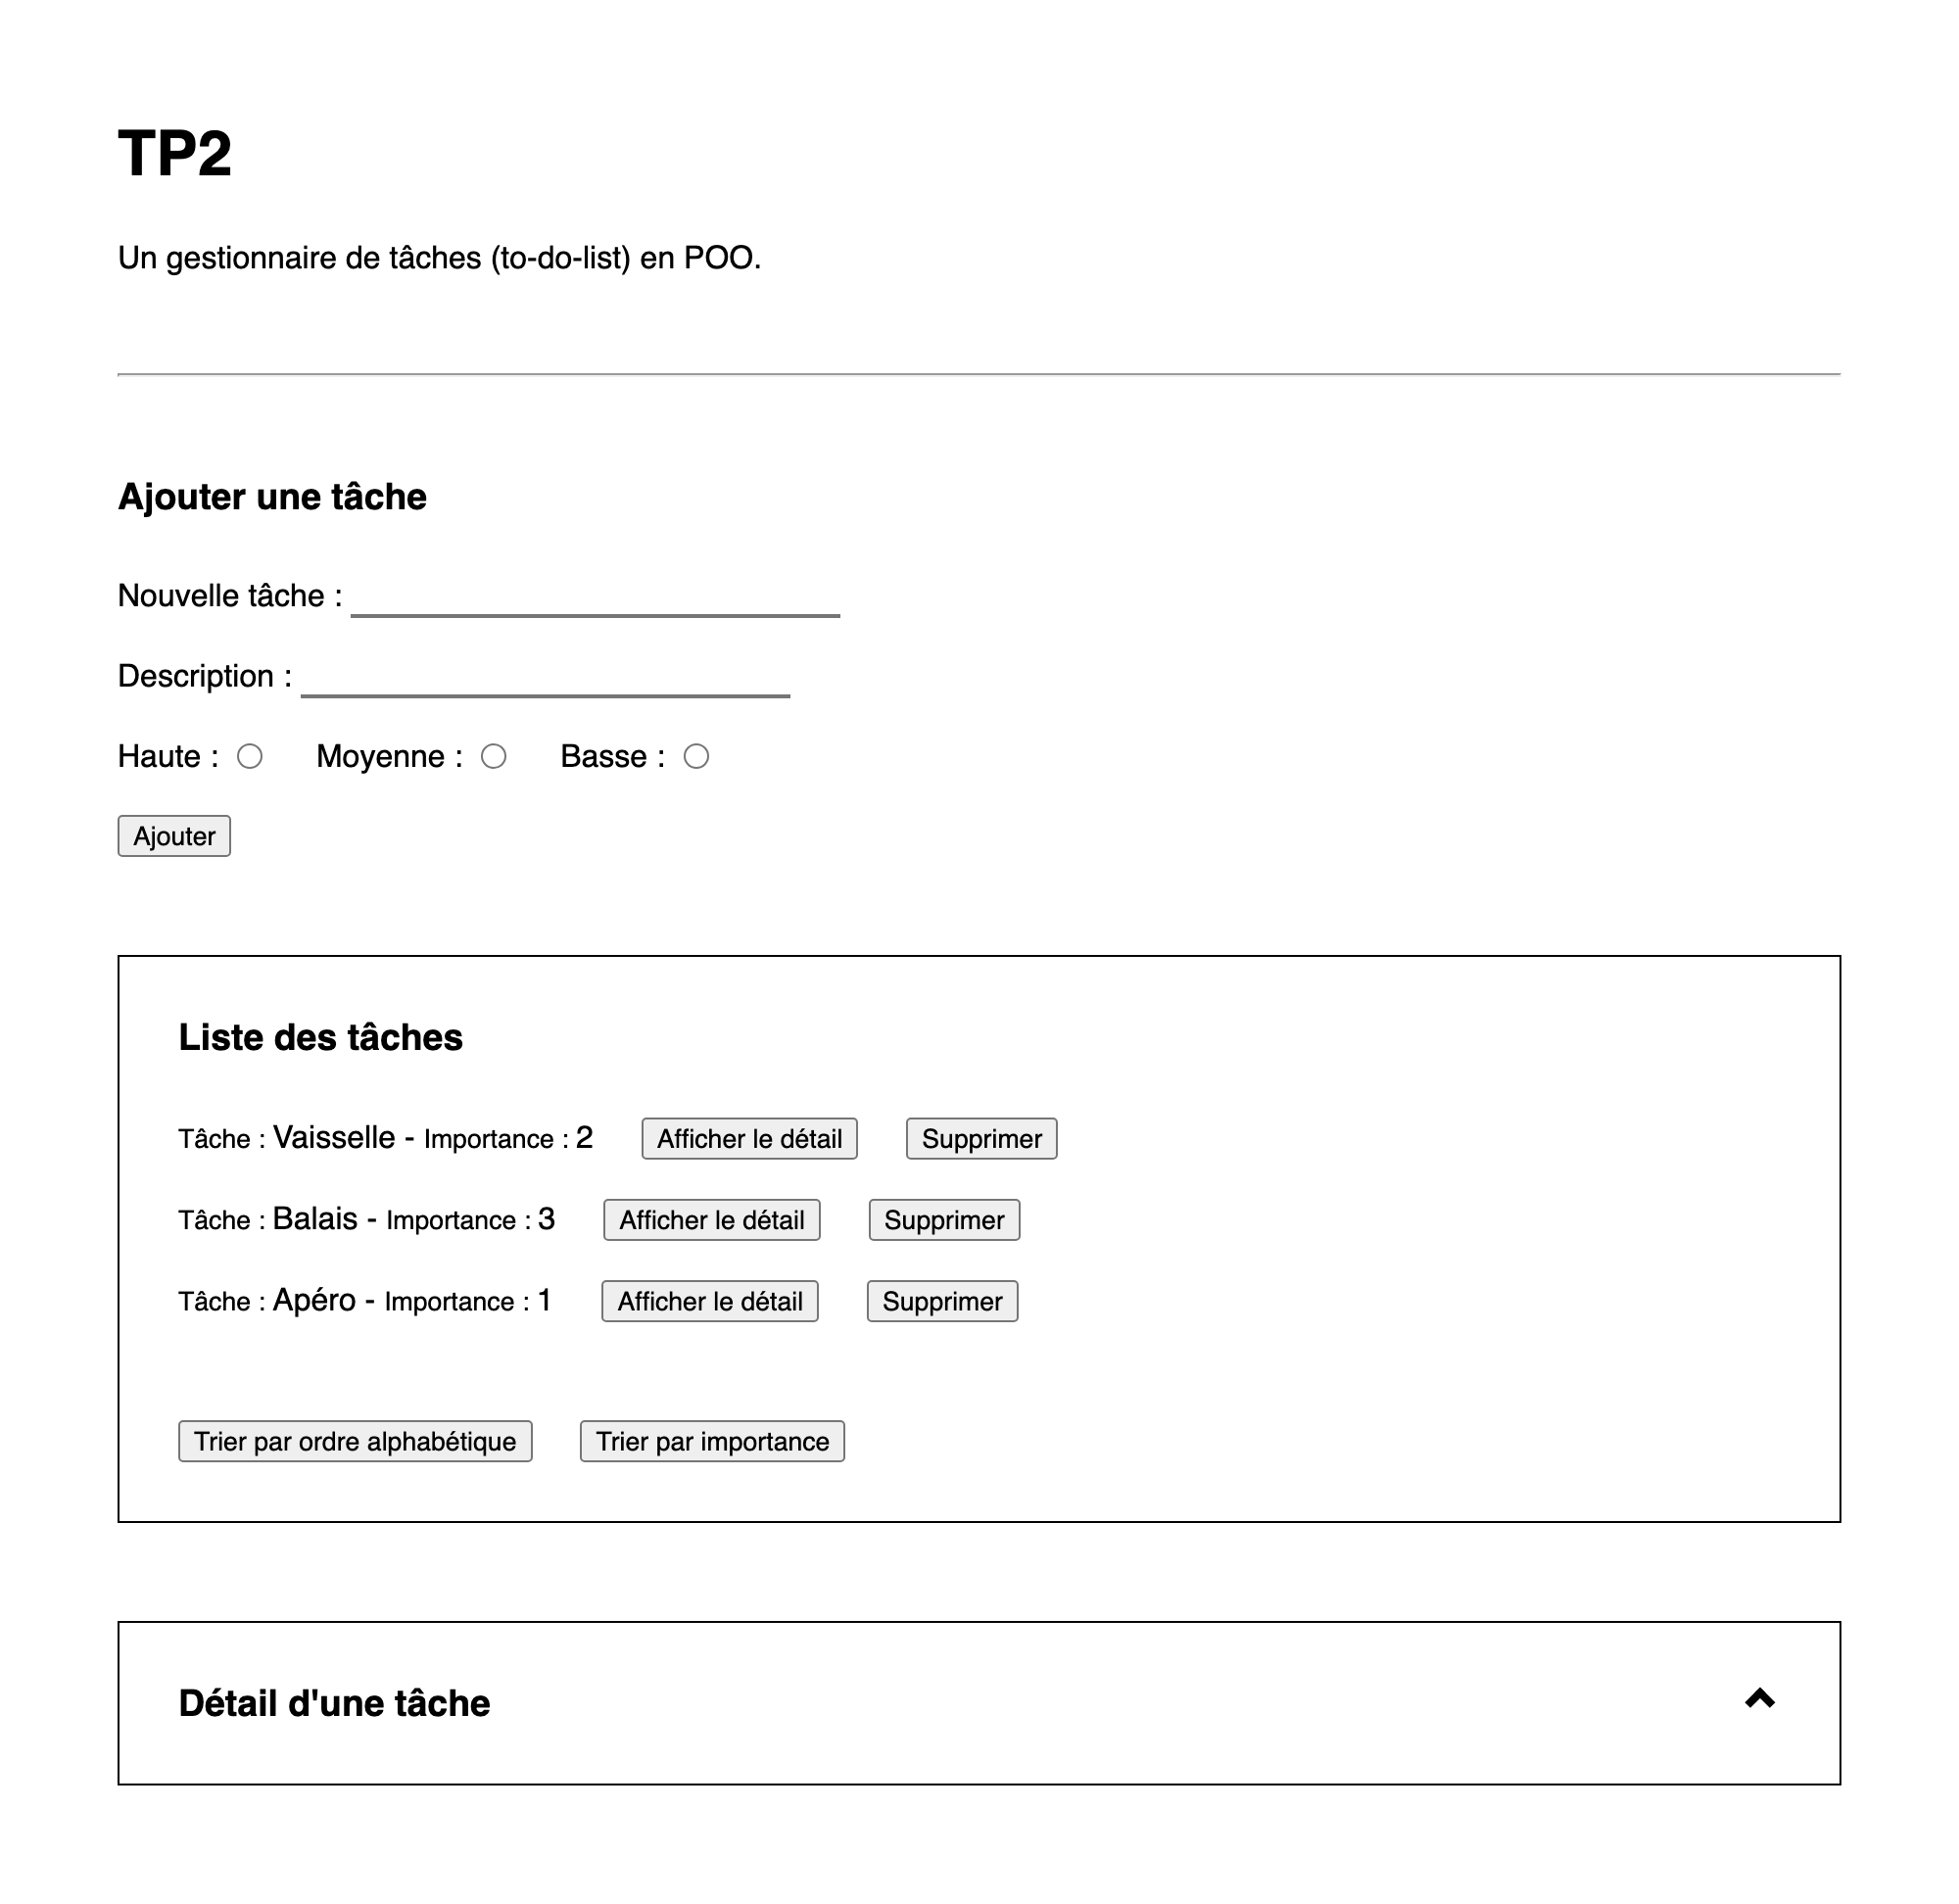 TP2
Un gestionnaire de tâches (to-do-list) en POO.
Ajouter une tâche
Nouvelle tâche :
Description :
Haute : Moyenne : Basse :
Ajouter
Liste des tâches
Tâche : Vaisselle - Importance : 2 Afficher le détail Supprimer
Tâche : Balais - Importance : 3 Afficher le détail Supprimer
Tâche : Apéro - Importance : 1 Afficher le détail Supprimer
Trier par ordre alphabétique Trier par importance
Détail d'une tâche